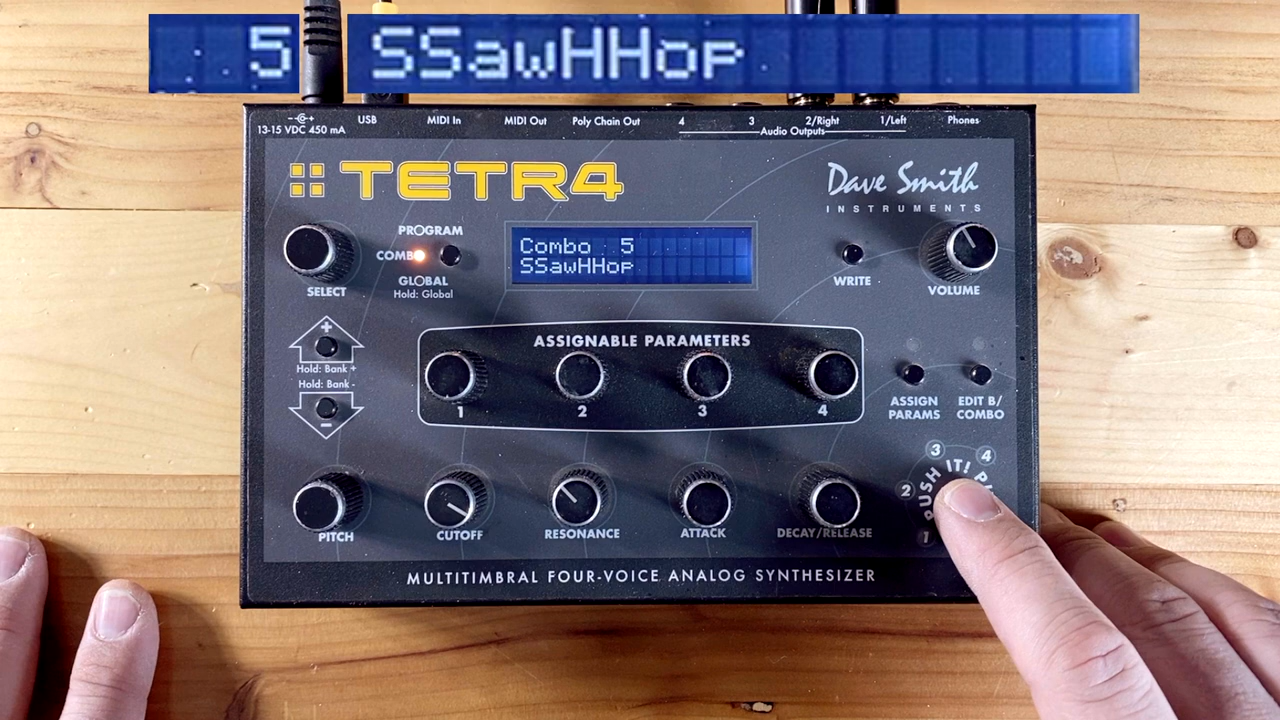 5 SSawHHop
13-15 VDC 450 mA
USB
MIDI In
MIDI Out
Poly Chain Out
4
3
2/Right
1/Left
Audio Outputs
Phones
TETR4
Dave Smith
INSTRUMENTS
PROGRAM
COMBO
GLOBAL
Hold: Global
SELECT
Combo 5
SSawHHop
WRITE
VOLUME
+
Hold: Bank +
Hold: Bank -
-
ASSIGNABLE PARAMETERS
1
2
3
4
ASSIGN
PARAMS
EDIT B/
COMBO
PITCH
CUTOFF
RESONANCE
ATTACK
DECAY/RELEASE
1
2
3
4
PUSH IT!
MULTITIMBRAL FOUR-VOICE ANALOG SYNTHESIZER